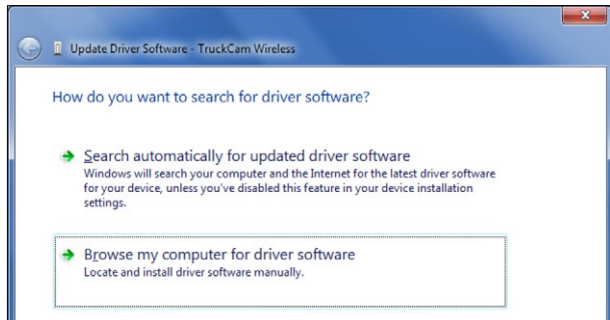 Update Driver Software - TruckCam Wireless
How do you want to search for driver software?
Search automatically for updated driver software
Windows will search your computer and the Internet for the latest driver software
for your device, unless you've disabled this feature in your device installation
settings.
Browse my computer for driver software
Locate and install driver software manually.